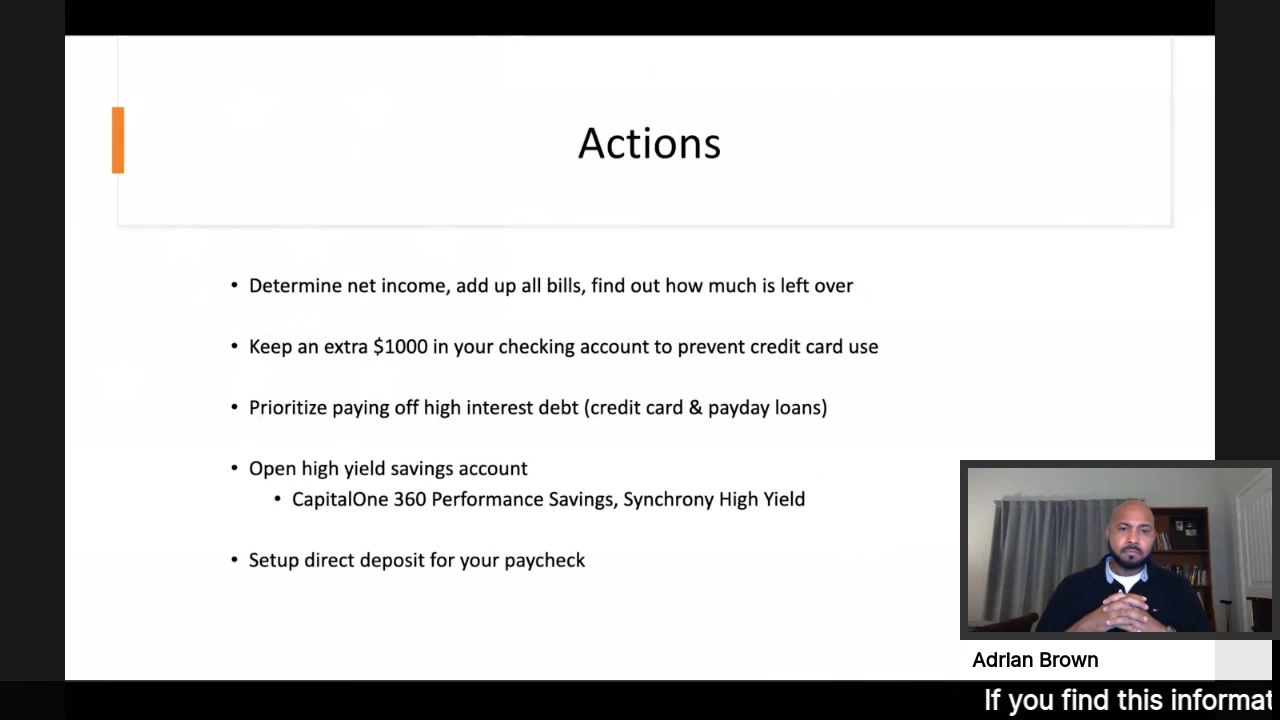 Actions
• Determine net income, add up all bills, find out how much is left over
• Keep an extra $1000 in your checking account to prevent credit card use
• Prioritize paying off high interest debt (credit card & payday loans)
• Open high yield savings account
• CapitalOne 360 Performance Savings, Synchrony High Yield
• Setup direct deposit for your paycheck
Adrian Brown
If you find this informat